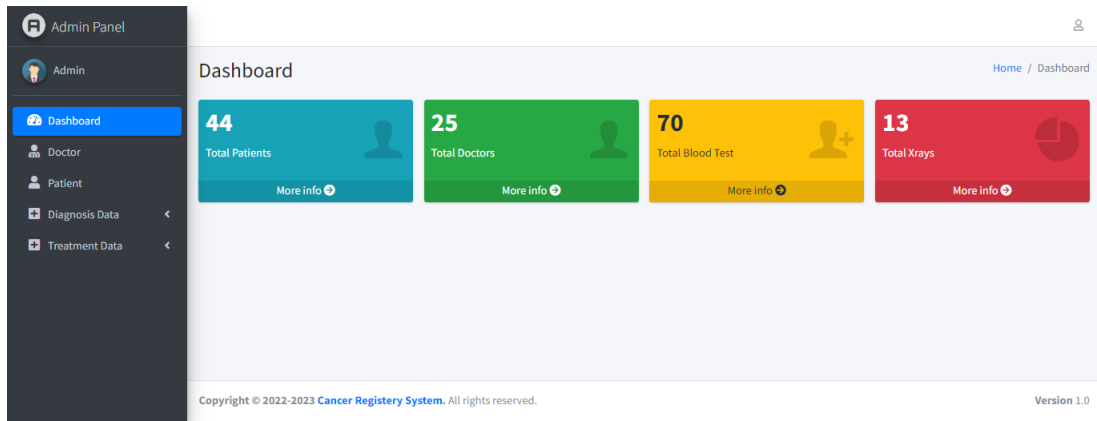 Admin Panel
Admin
Dashboard
Doctor
Patient
Diagnosis Data
Treatment Data
Dashboard
Home / Dashboard
44
Total Patients
More info
25
Total Doctors
More info
70
Total Blood Test
More info
13
Total Xrays
More info
Copyright © 2022-2023 Cancer Registery System. All rights reserved.
Version 1.0